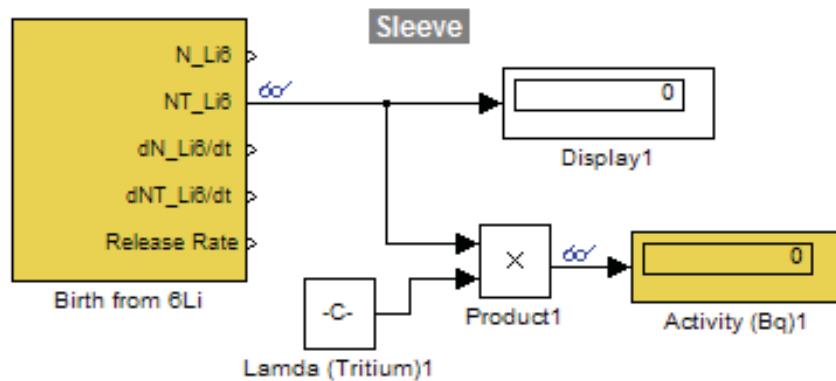 Sleeve
N_Li6
NT_Li6
dN_Li6/dt
dNT_Li6/dt
Release Rate
Birth from 6Li
0
Display1
×
Product1
0
Activity (Bq)1
-C-
Lamda (Tritium)1